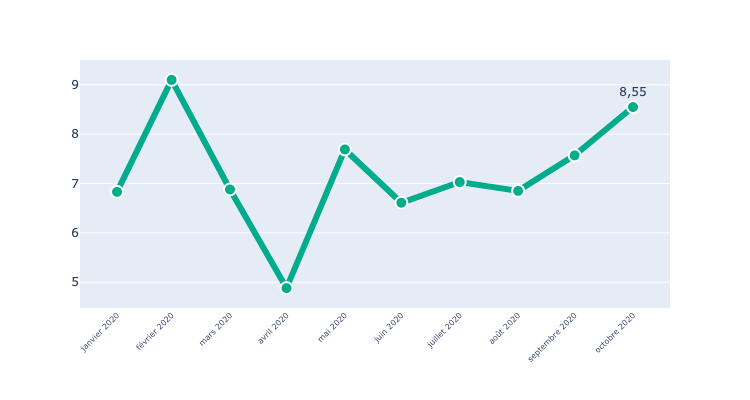 9
8
7
6
5
8,55
janvier 2020
février 2020
mars 2020
avril 2020
mai 2020
juin 2020
juillet 2020
août 2020
septembre 2020
octobre 2020